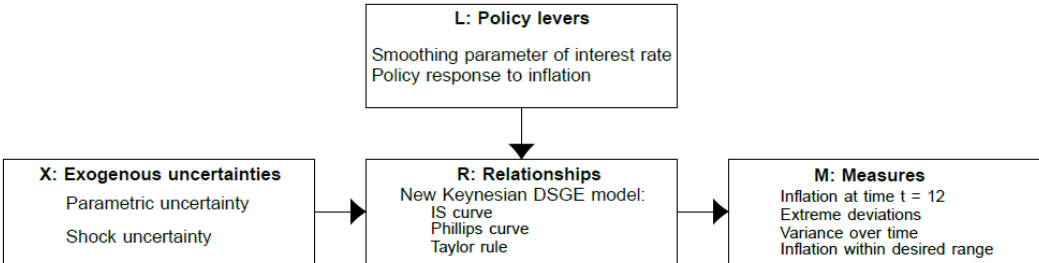 L: Policy levers
Smoothing parameter of interest rate
Policy response to inflation
X: Exogenous uncertainties
Parametric uncertainty
Shock uncertainty
R: Relationships
New Keynesian DSGE model:
IS curve
Phillips curve
Taylor rule
M: Measures
Inflation at time t = 12
Extreme deviations
Variance over time
Inflation within desired range